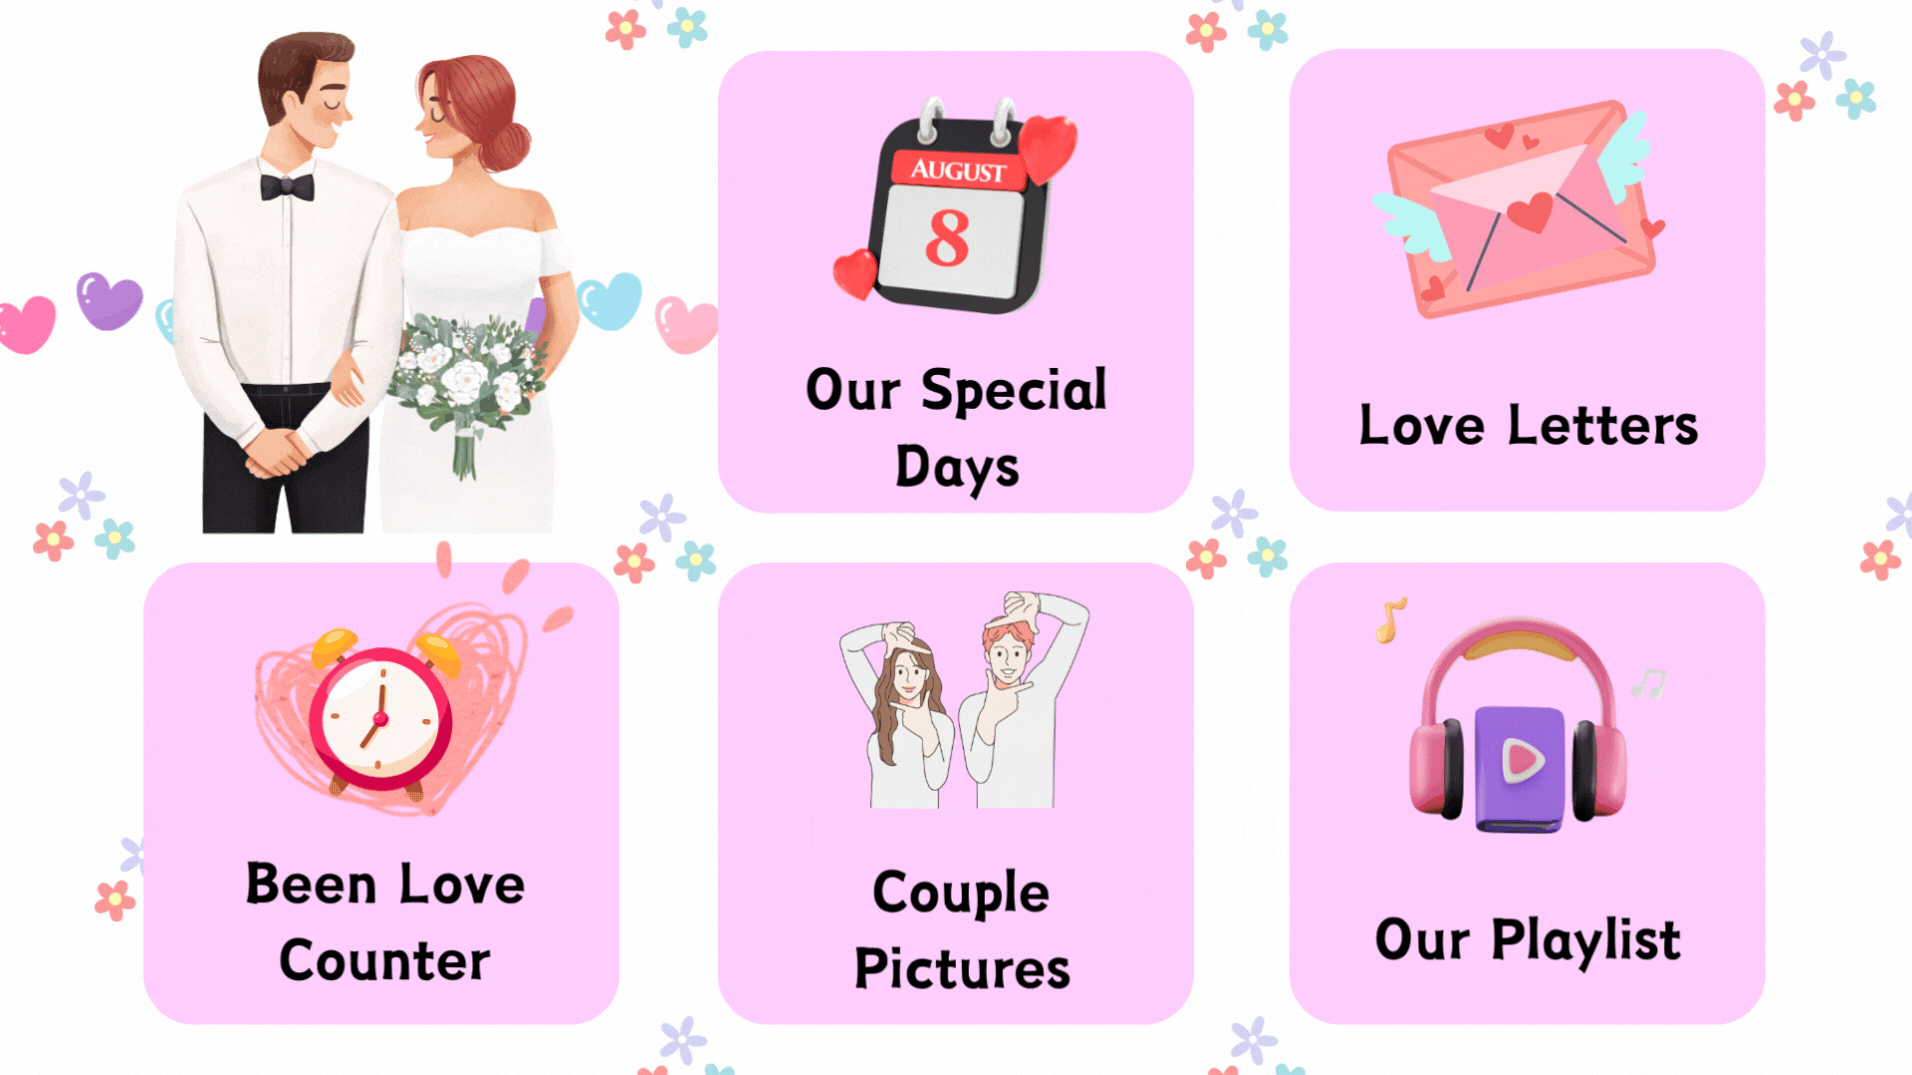 AUGUST
8
Our Special
Days
Love Letters
Been Love
Counter
Couple
Pictures
Our Playlist